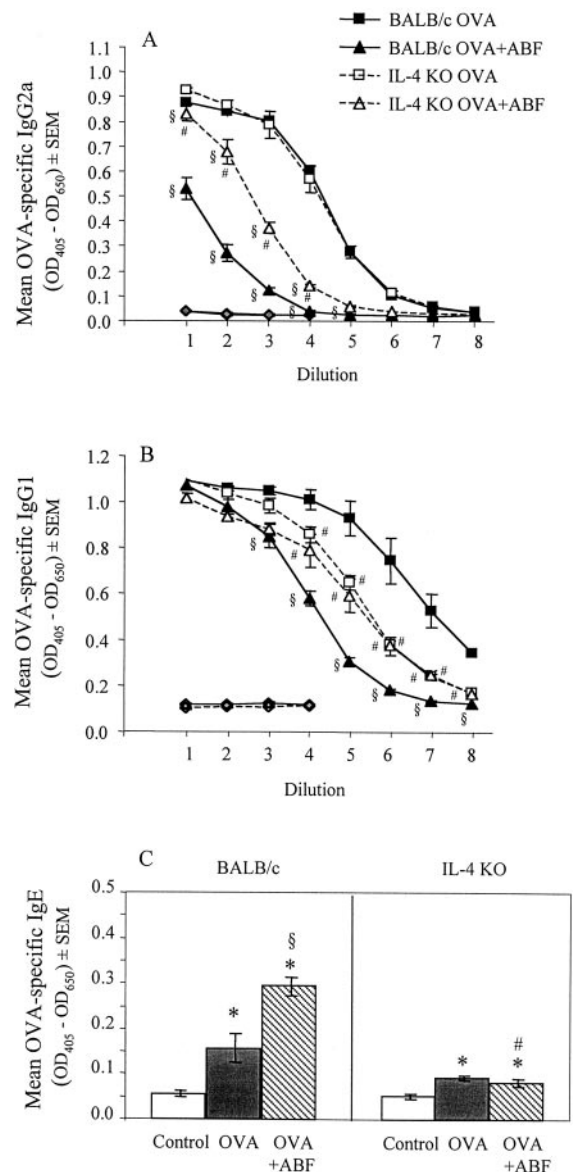 A
BALB/c OVA
BALB/c OVA+ABF
IL-4 KO OVA
IL-4 KO OVA+ABF
Mean OVA-specific IgG2a
(OD405 - OD650) ± SEM
1.1
1.0
0.9
0.8
0.7
0.6
0.5
0.4
0.3
0.2
0.1
0.0
§ # § # § # § #
§ § § § §
1 2 3 4 5 6 7 8
Dilution
B
Mean OVA-specific IgG1
(OD405 - OD650) ± SEM
1.2
1.0
0.8
0.6
0.4
0.2
0.0
# # # #
# # # # #
§ § § § § §
1 2 3 4 5 6 7 8
Dilution
C
BALB/c IL-4 KO
Mean OVA-specific IgE
(OD405 - OD650) ± SEM
0.5
0.4
0.3
0.2
0.1
0.0
§
* *
#
* *
Control OVA OVA
+ABF
Control OVA OVA
+ABF